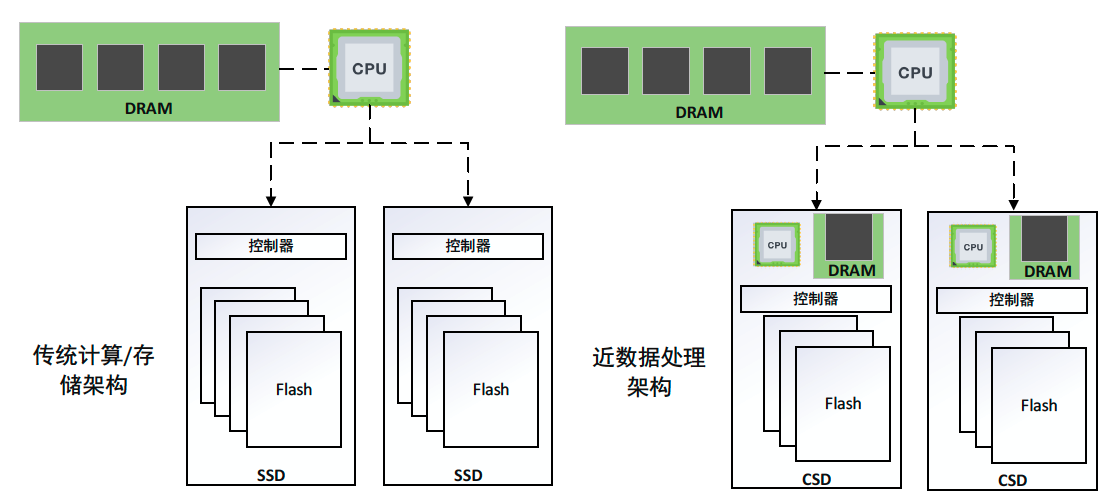 CPU
DRAM
控制器
Flash
SSD
控制器
Flash
SSD
传统计算/存
储架构
CPU
DRAM
CPU
DRAM
控制器
Flash
CSD
CPU
DRAM
控制器
Flash
CSD
近数据处理
架构